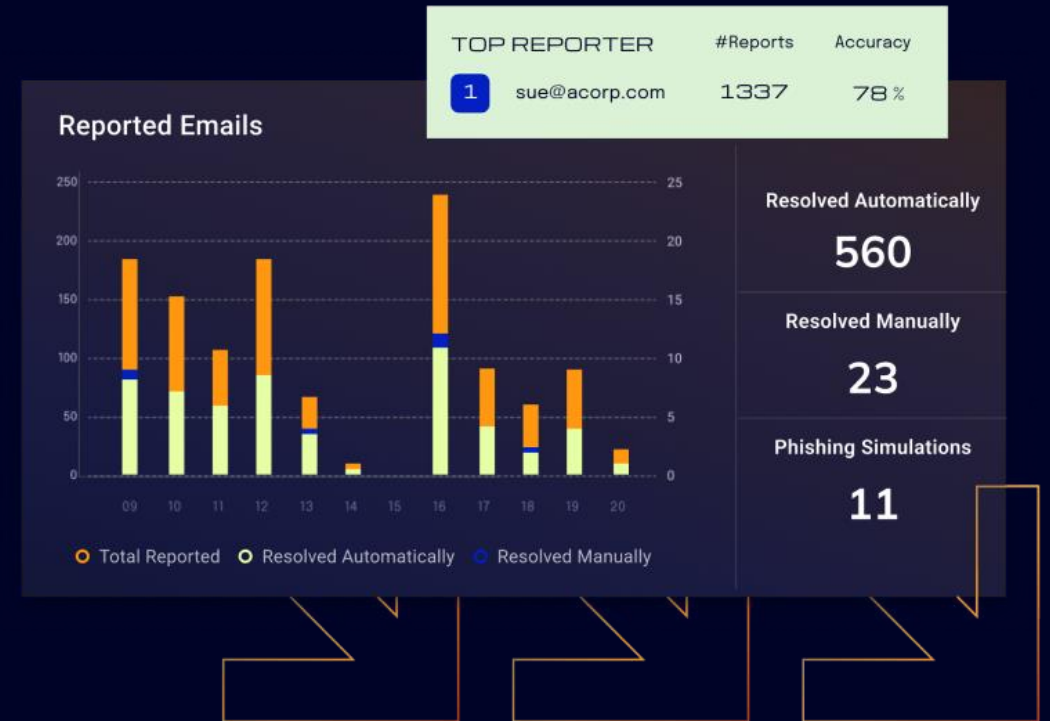 TOP REPORTER #Reports Accuracy
1 sue@acorp.com 1337 78 %
Reported Emails
250 25
200 20
150 15
100 10
50 5
0 0
09 10 11 12 13 14 15 16 17 18 19 20
Total Reported Resolved Automatically Resolved Manually
Resolved Automatically
560
Resolved Manually
23
Phishing Simulations
11